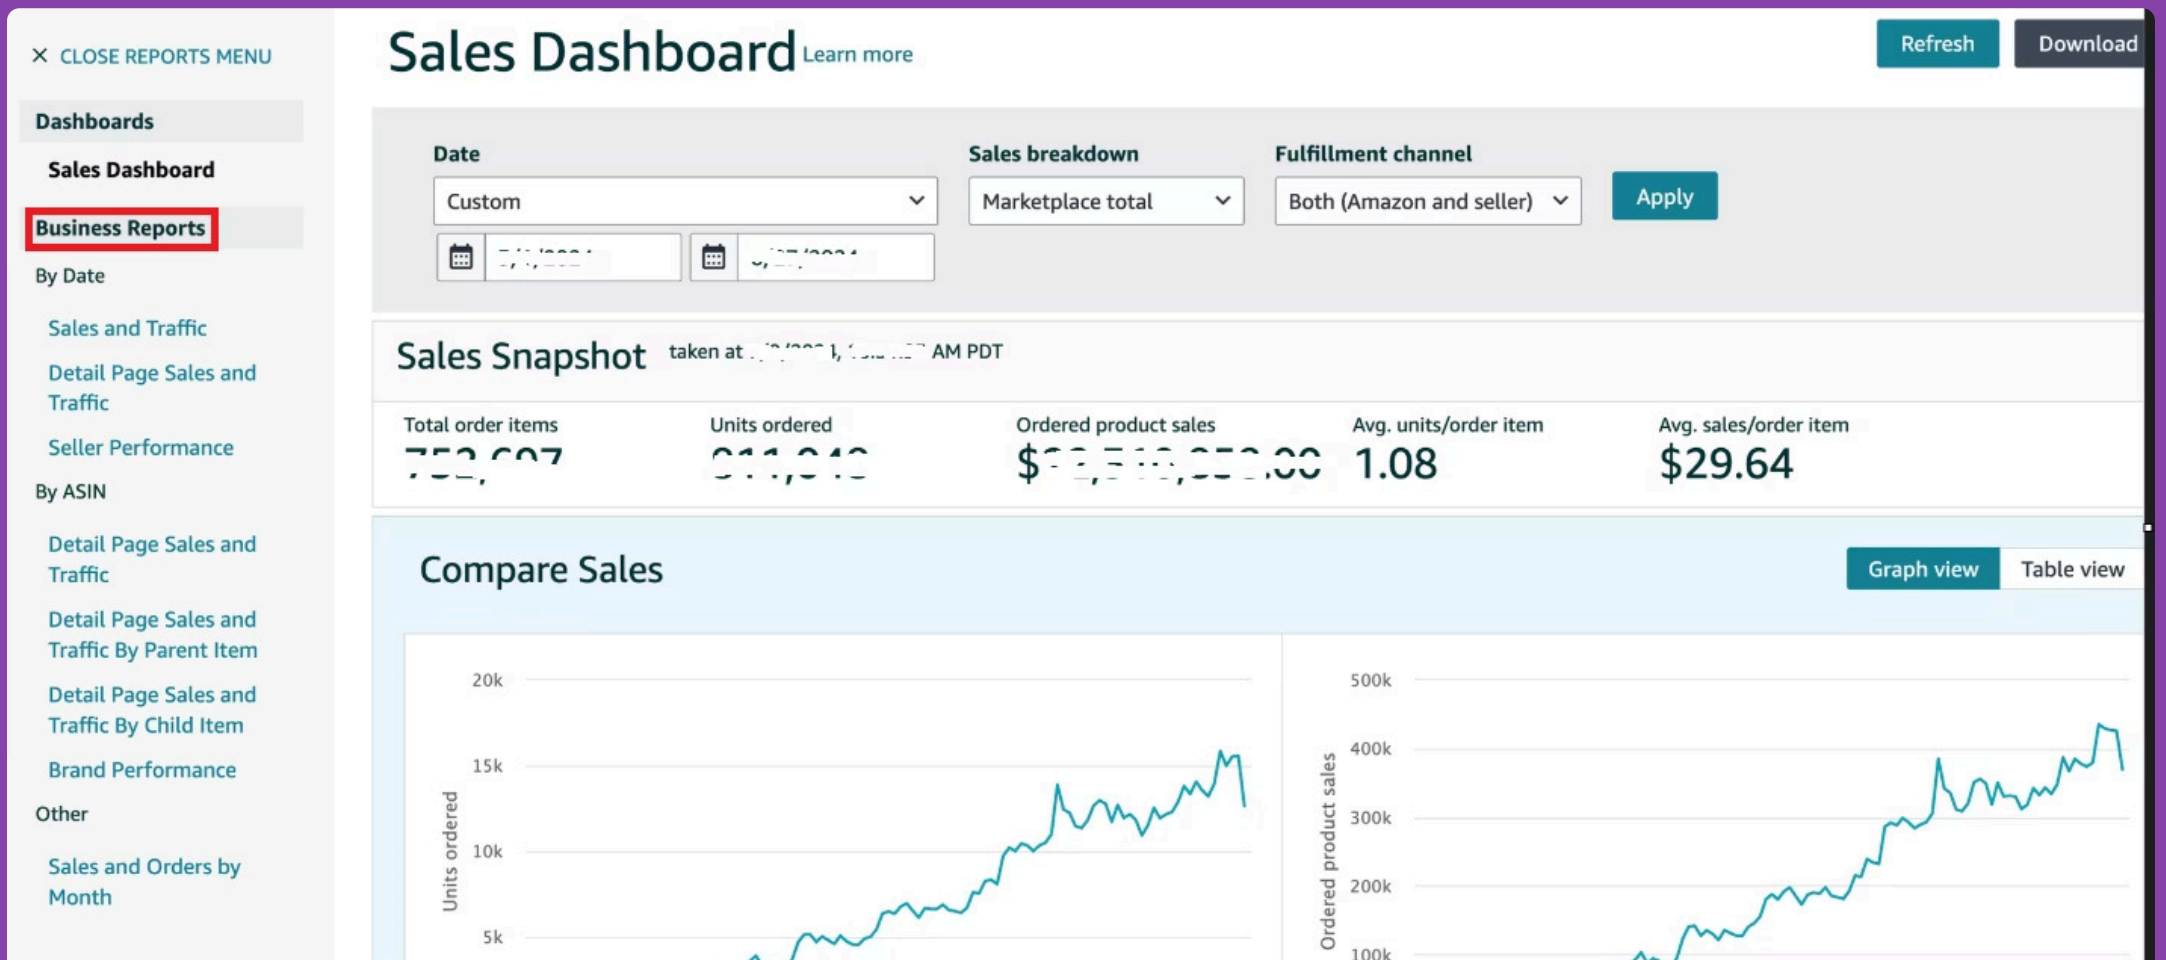 CLOSE REPORTS MENU
Dashboards
Sales Dashboard
Business Reports
By Date
Sales and Traffic
Detail Page Sales and
Traffic
Seller Performance
By ASIN
Detail Page Sales and
Traffic
Detail Page Sales and
Traffic By Parent Item
Detail Page Sales and
Traffic By Child Item
Brand Performance
Other
Sales and Orders by
Month
Sales Dashboard Learn more
Refresh
Download
Date
Custom
Sales breakdown
Marketplace total
Fulfillment channel
Both (Amazon and seller)
Apply
Sales Snapshot taken at AM PDT
Total order items
Units ordered
Ordered product sales
Avg. units/order item
1.08
Avg. sales/order item
$29.64
Compare Sales
Graph view
Table view
20k
15k
10k
5k
Units ordered
500k
400k
300k
200k
100k
Ordered product sales